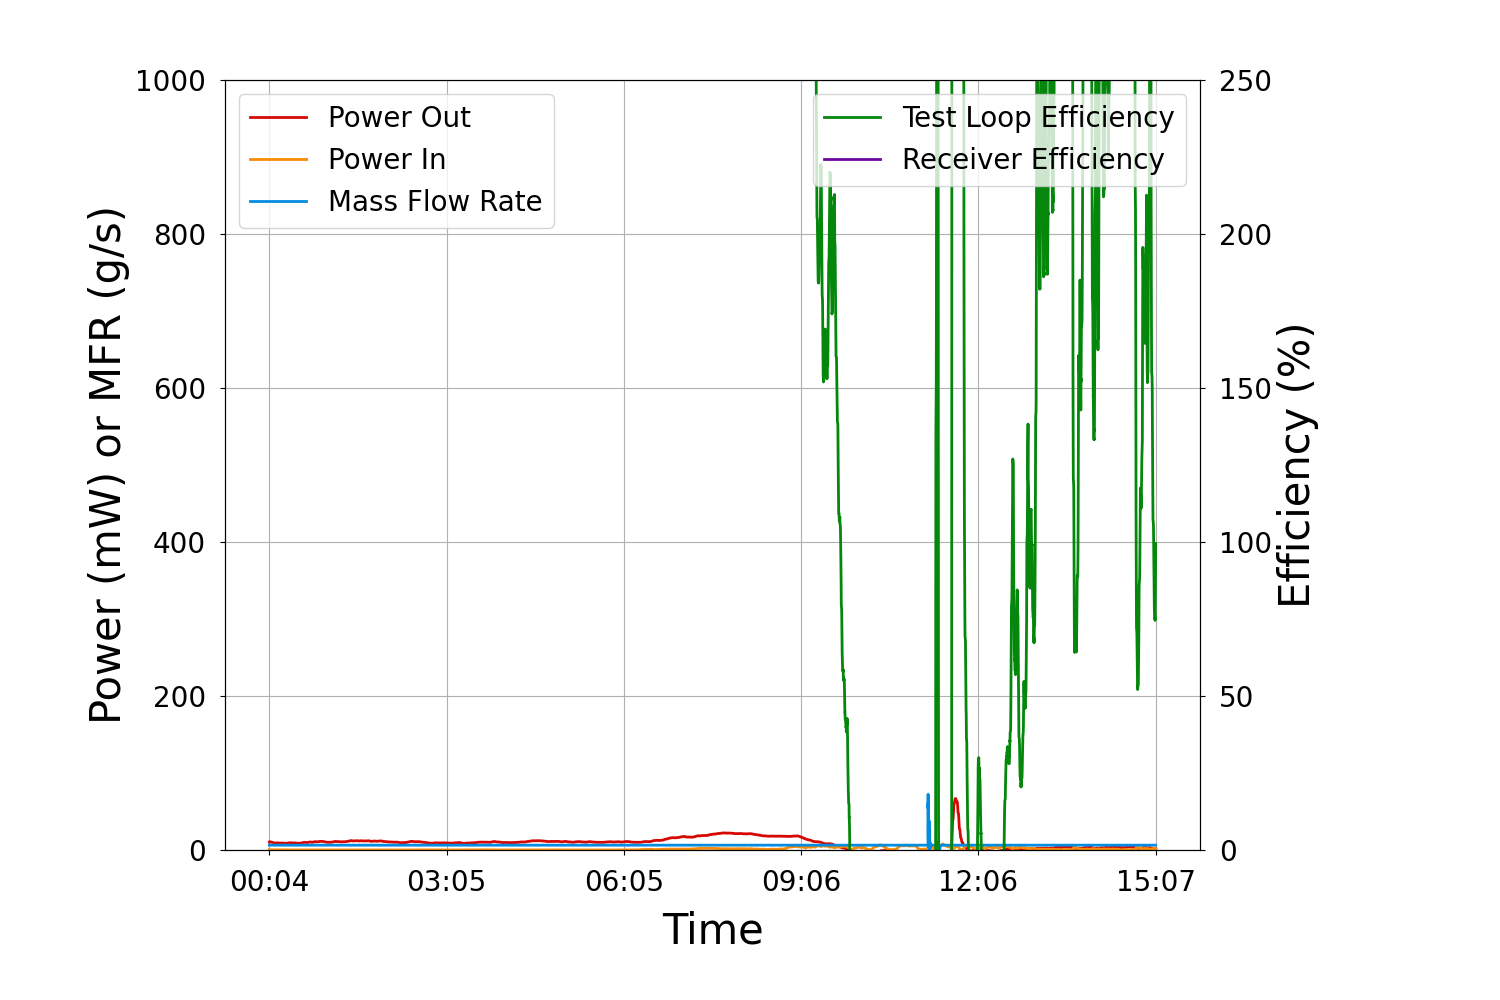 Power Out
Power In
Mass Flow Rate
Test Loop Efficiency
Receiver Efficiency
Power (mW) or MFR (g/s)
1000
800
600
400
200
0
Efficiency (%)
250
200
150
100
50
0
00:04 03:05 06:05 09:06 12:06 15:07
Time